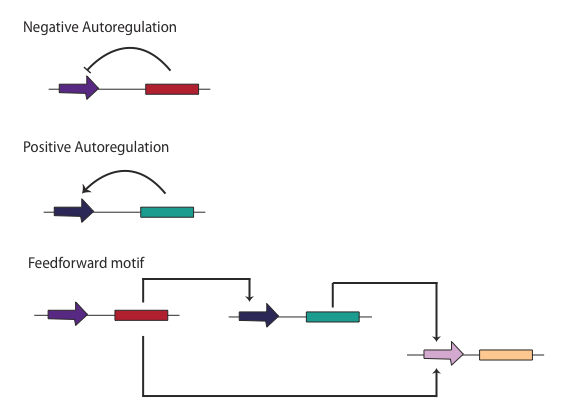 Negative Autoregulation
Positive Autoregulation
Feedforward motif